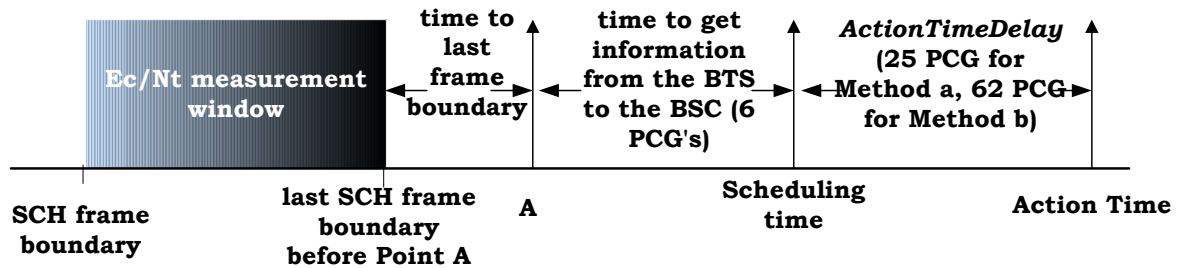 Ec/Nt measurement
window
time to
last
frame
boundary
time to get
information
from the BTS
to the BSC (6
PCG's)
ActionTimeDelay
(25 PCG for
Method a, 62 PCG
for Method b)
SCH frame
boundary
last SCH frame
boundary
before Point A
A
Scheduling
time
Action Time